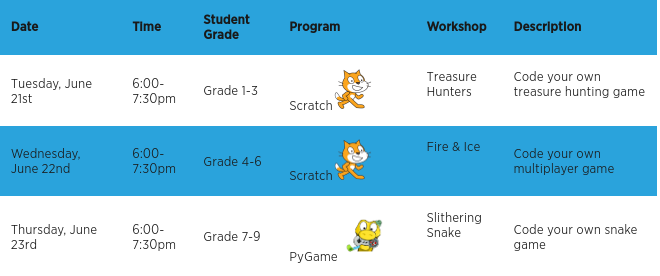 Date Time Student Grade Program Workshop Description
Tuesday, June 21st 6:00-7:30pm Grade 1-3 Scratch Treasure Hunters Code your own treasure hunting game
Wednesday, June 22nd 6:00-7:30pm Grade 4-6 Scratch Fire & Ice Code your own multiplayer game
Thursday, June 23rd 6:00-7:30pm Grade 7-9 PyGame Slithering Snake Code your own snake game